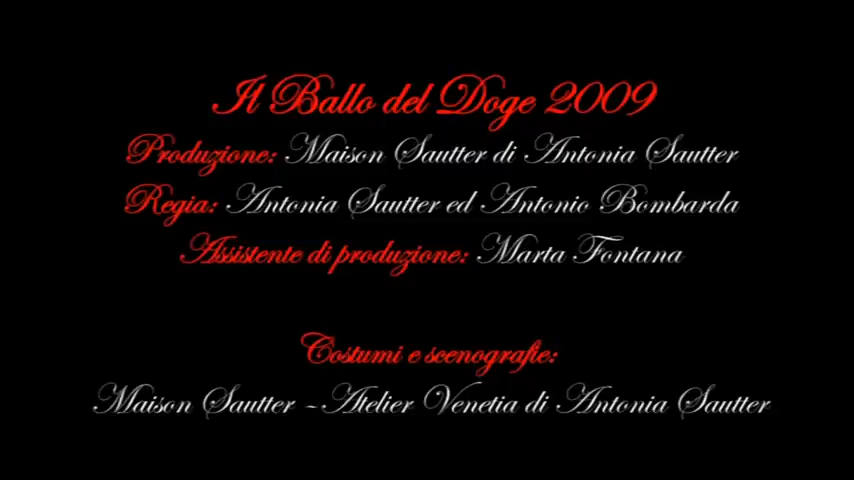 Il Ballo del Doge 2009
Produzione: Maison Sautter di Antonia Sautter
Regia: Antonia Sautter ed Antonio Bombarda
Assistente di produzione: Marta Fontana
Costumi e scenografie:
Maison Sautter - Atelier Venetia di Antonia Sautter